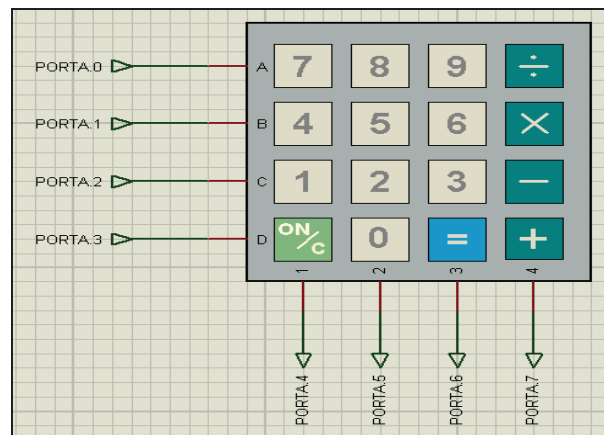 PORTA.0 A 7 8 9 ÷
PORTA.1 B 4 5 6 ×
PORTA.2 C 1 2 3 −
PORTA.3 D ON/C 0 = +
1 2 3 4
PORTA.4 PORTA.5 PORTA.6 PORTA.7